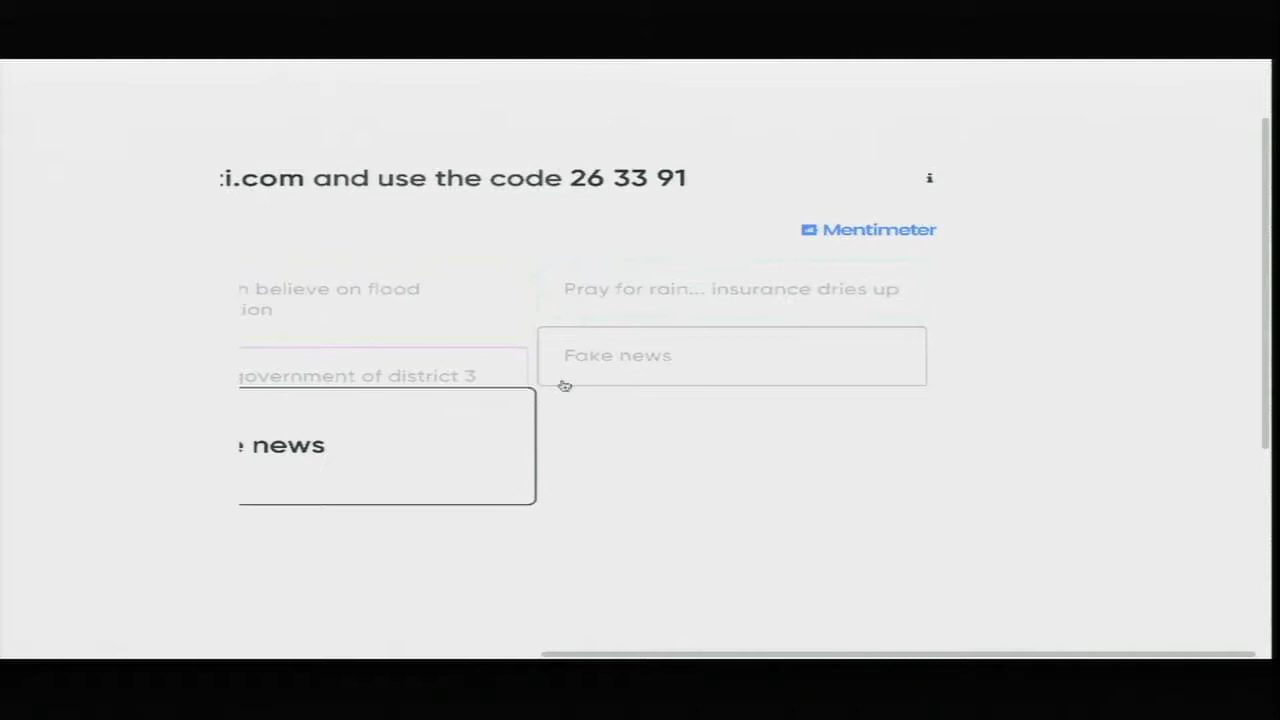 i.com and use the code 26 33 91
Mentimeter
believe on flood
ion
Pray for rain... insurance dries up
government of district 3
Fake news
news